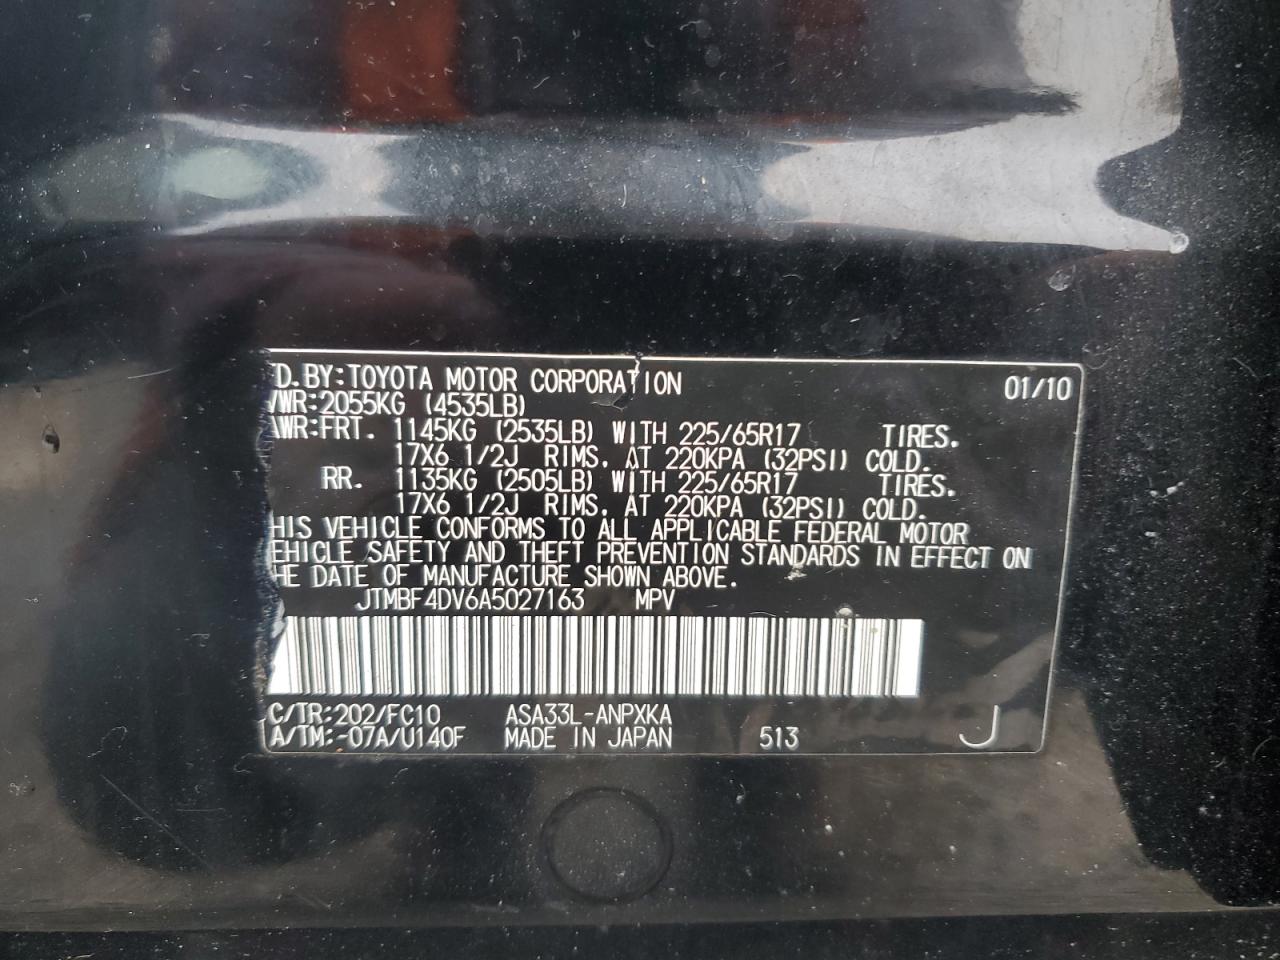 D.BY:TOYOTA MOTOR CORPORATION 01/10
VWR:2055KG (4535LB)
AWR:FRT. 1145KG (2535LB) WITH 225/65R17 TIRES.
17X6 1/2J RIMS, AT 220KPA (32PSI) COLD.
RR. 1135KG (2505LB) WITH 225/65R17 TIRES.
17X6 1/2J RIMS, AT 220KPA (32PSI) COLD.
HIS VEHICLE CONFORMS TO ALL APPLICABLE FEDERAL MOTOR
EHICLE SAFETY AND THEFT PREVENTION STANDARDS IN EFFECT ON
HE DATE OF MANUFACTURE SHOWN ABOVE.
JTMBF4DV6A5027163 MPV
C/TR:202/FC10 ASA33L-ANPXKA
A/TM:-07A/U140F MADE IN JAPAN 513 J